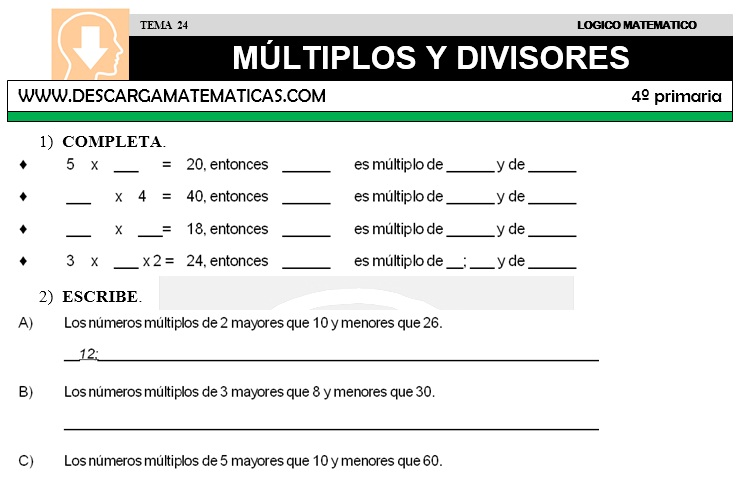 TEMA 24 LOGICO MATEMATICO
MÚLTIPLOS Y DIVISORES
WWW.DESCARGAMATEMATICAS.COM 4º primaria
1) COMPLETA.
♦ 5 x ___ = 20, entonces ______ es múltiplo de ______ y de ______
♦ ___ x 4 = 40, entonces ______ es múltiplo de ______ y de ______
♦ ___ x ___= 18, entonces ______ es múltiplo de ______ y de ______
♦ 3 x ___ x 2 = 24, entonces ______ es múltiplo de __; ___ y de ______
2) ESCRIBE.
A) Los números múltiplos de 2 mayores que 10 y menores que 26.
__12;______________________________
B) Los números múltiplos de 3 mayores que 8 y menores que 30.
C) Los números múltiplos de 5 mayores que 10 y menores que 60.